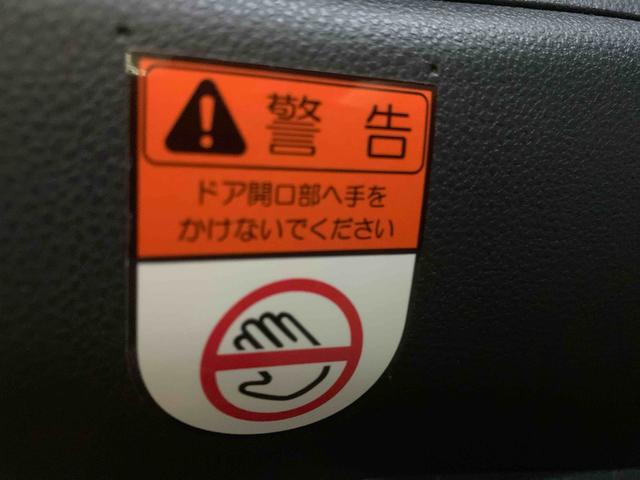 警告
ドア開口部へ手を
かけないでください